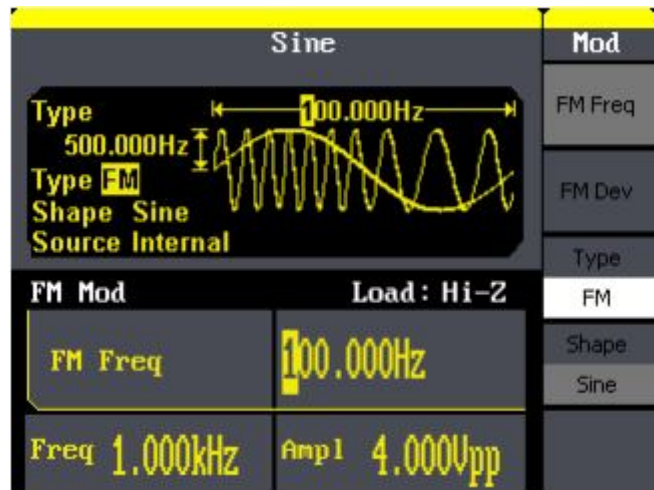 Sine
Mod
Type
100.000Hz
500.000Hz
Type FM
Shape Sine
Source Internal
FM Mod
Load: Hi-Z
FM Freq
100.000Hz
Freq 1.000kHz
Ampl 4.000Vpp
FM Freq
FM Dev
Type
FM
Shape
Sine